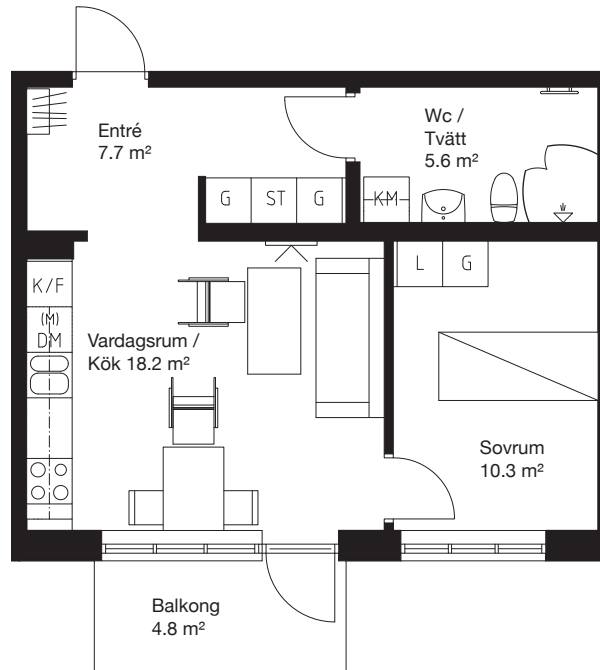 Entré
7.7 m²
Wc /
Tvätt
5.6 m²
G
ST
G
KM
K/F
(M)
DM
L
G
Vardagsrum /
Kök 18.2 m²
Sovrum
10.3 m²
Balkong
4.8 m²